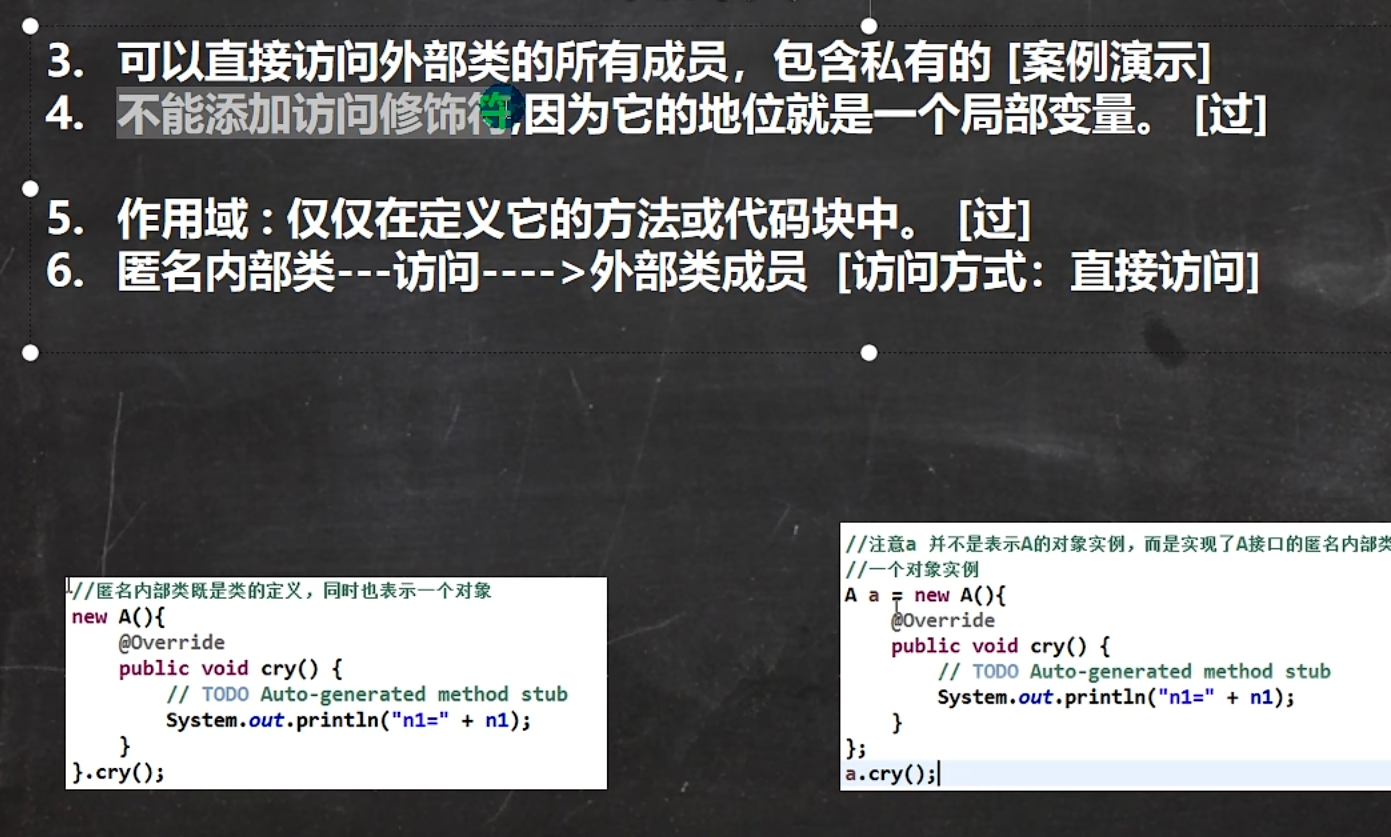 3. 可以直接访问外部类的所有成员，包含私有的 [案例演示]
4. 不能添加访问修饰符,因为它的地位就是一个局部变量。 [过]
5. 作用域 : 仅仅在定义它的方法或代码块中。 [过]
6. 匿名内部类---访问---->外部类成员 [访问方式：直接访问]
//匿名内部类既是类的定义，同时也表示一个对象
new A(){
@Override
public void cry() {
// TODO Auto-generated method stub
System.out.println("n1=" + n1);
}
}.cry();
//注意a 并不是表示A的对象实例，而是实现了A接口的匿名内部类
//一个对象实例
A a = new A(){
@Override
public void cry() {
// TODO Auto-generated method stub
System.out.println("n1=" + n1);
}
};
a.cry();